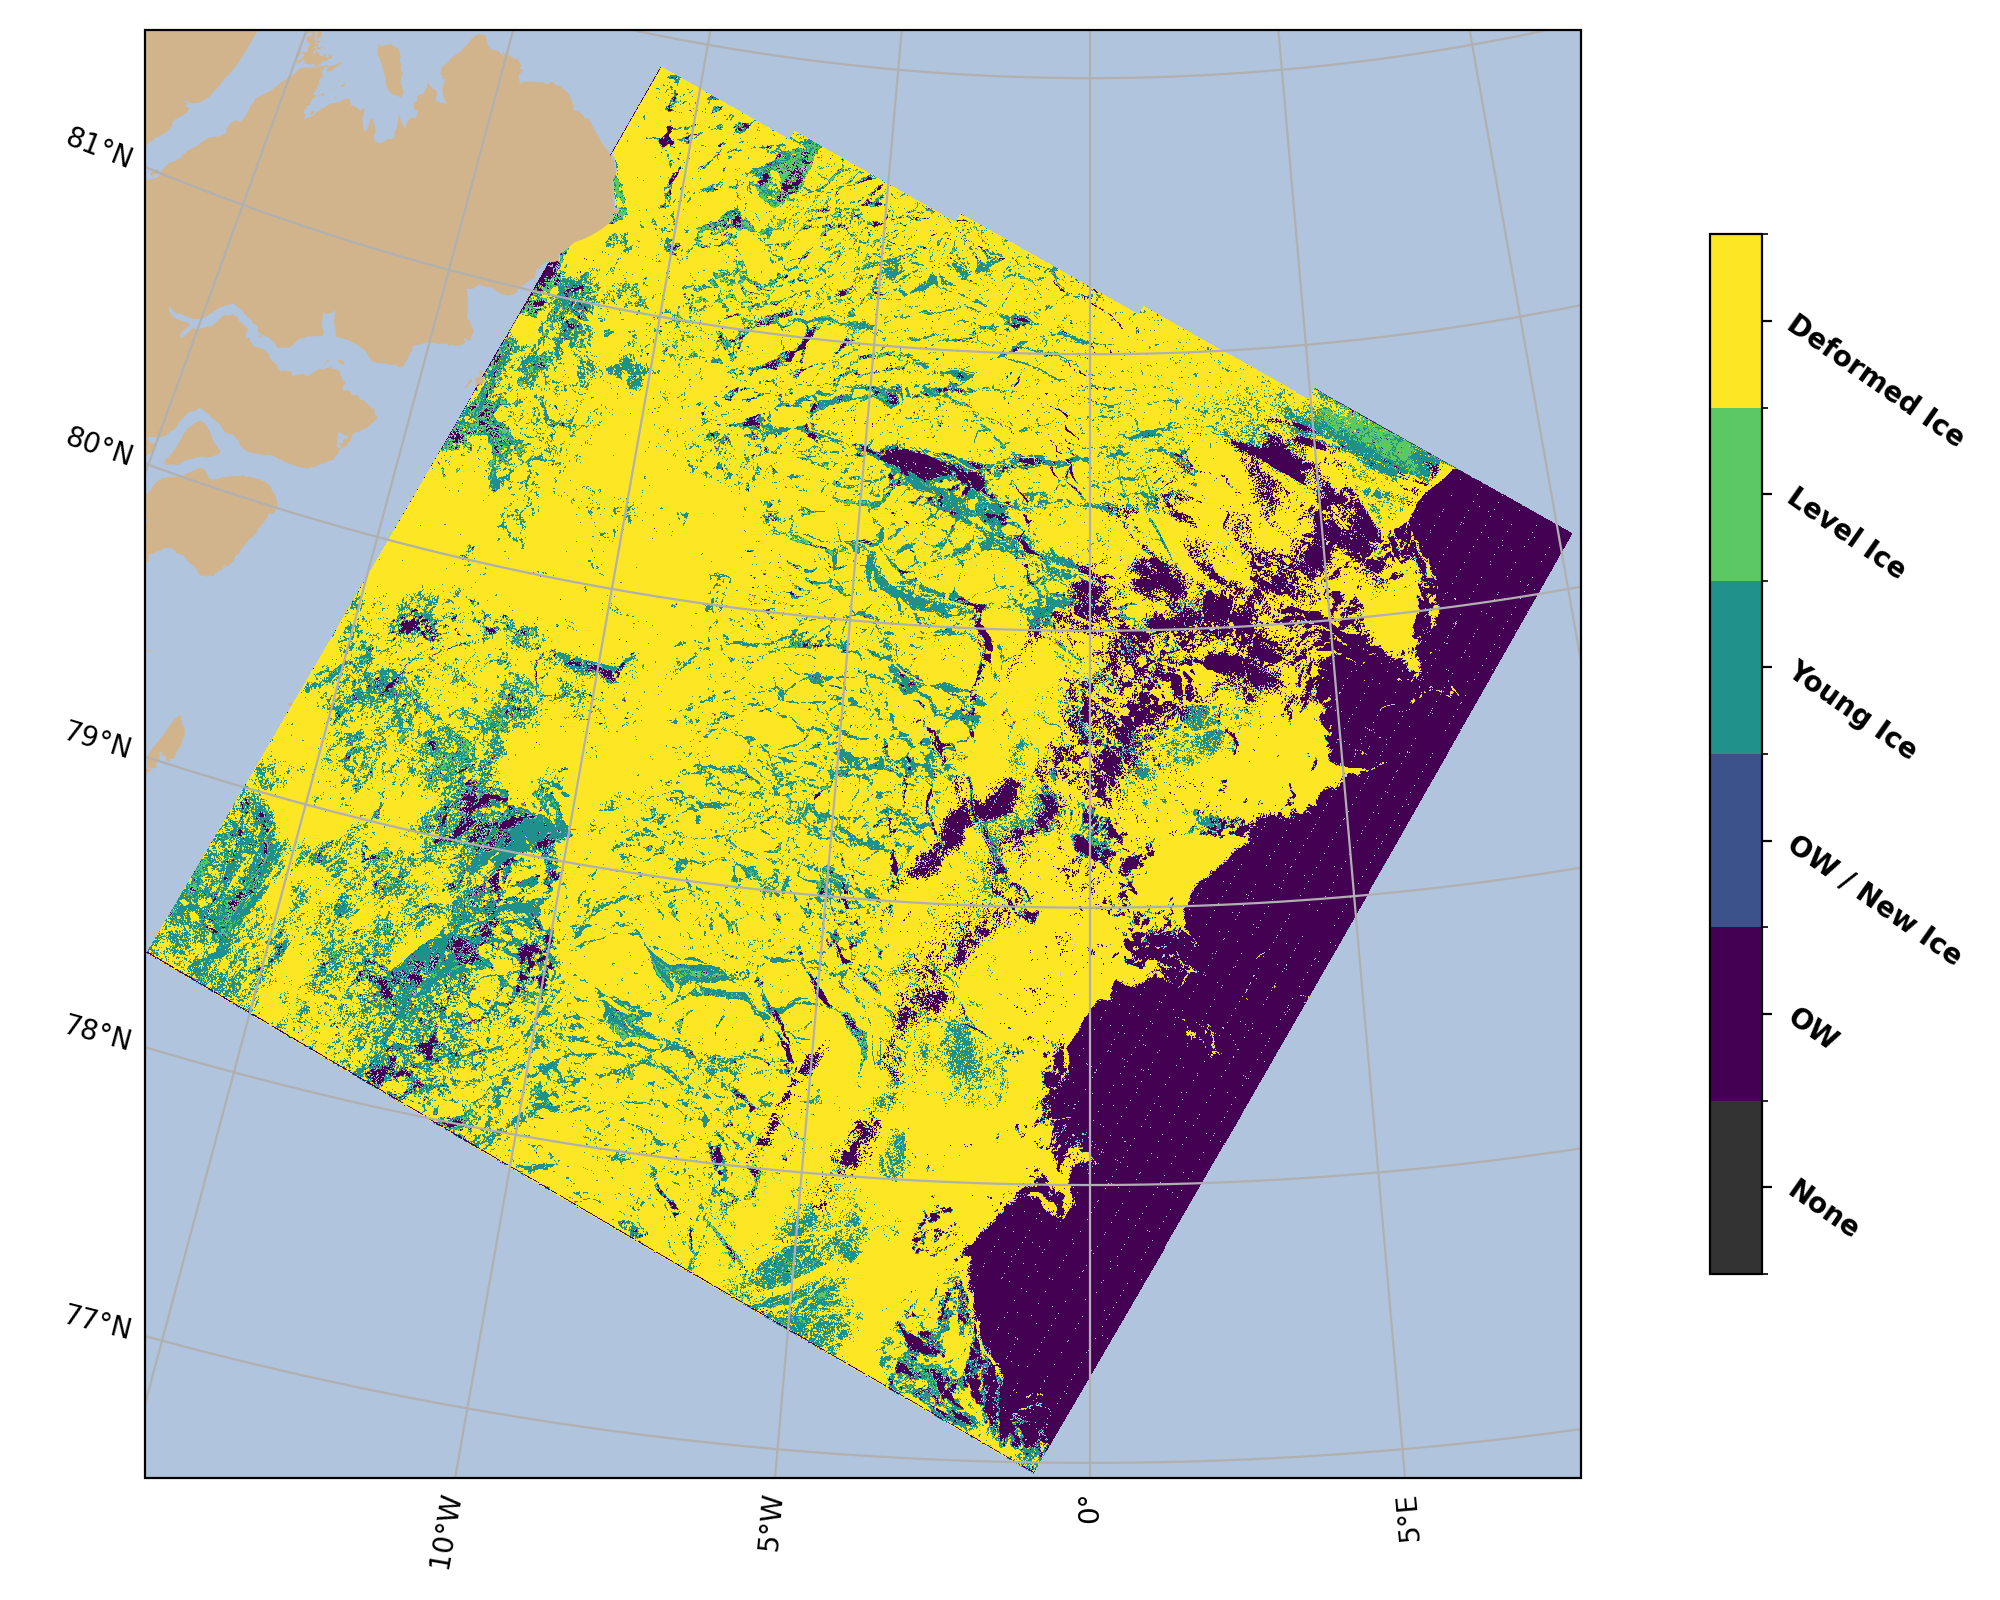 81°N
80°N
79°N
78°N
77°N
10°W
5°W
0°
5°E
Deformed Ice
Level Ice
Young Ice
OW / New Ice
OW
None